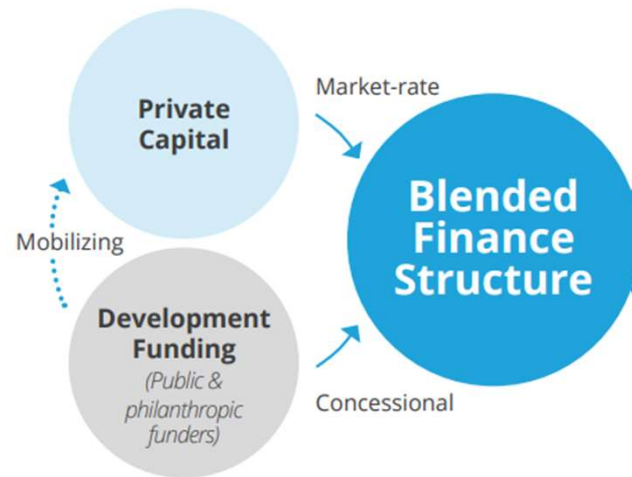 Private
Capital
Market-rate
Blended
Finance
Structure
Mobilizing
Development
Funding
(Public &
philanthropic
funders)
Concessional